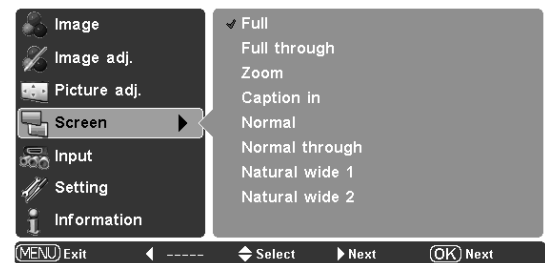 Image
Image adj.
Picture adj.
Screen
Input
Setting
Information
Full
Full through
Zoom
Caption in
Normal
Normal through
Natural wide 1
Natural wide 2
MENU Exit ◀ ----- Select ▶ Next OK Next